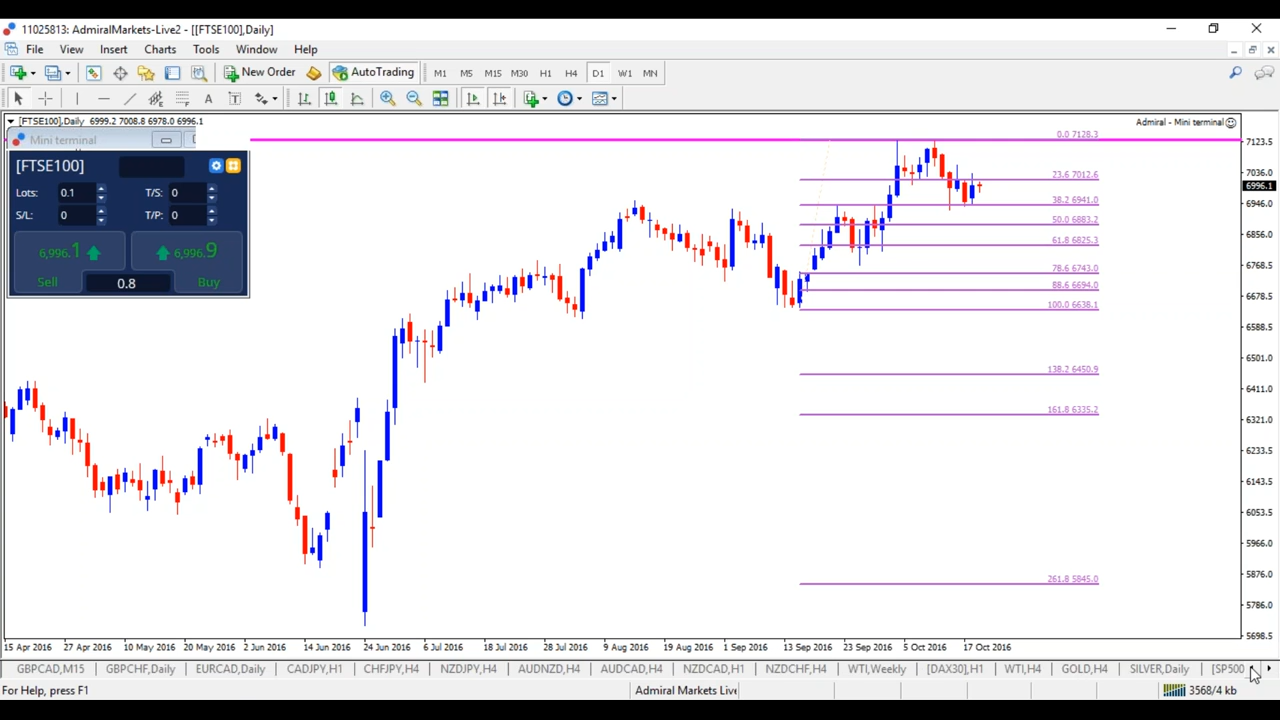 11025813: AdmiralMarkets-Live2 - [[FTSE100],Daily]
File View Insert Charts Tools Window Help
New Order AutoTrading M1 M5 M15 M30 H1 H4 D1 W1 MN
A T
[FTSE100],Daily 6999.2 7008.8 6978.0 6996.1
Admiral - Mini terminal
Mini terminal
[FTSE100]
Lots: 0.1 T/S: 0
S/L: 0 T/P: 0
6,996.1 6,996.9
Sell 0.8 Buy
0.0 7128.3
23.6 7012.6
38.2 6941.0
50.0 6883.2
61.8 6825.3
78.6 6743.0
88.6 6694.0
100.0 6638.1
138.2 6450.9
161.8 6335.2
261.8 5845.0
7123.5
7036.0
6996.1
6946.0
6856.0
6768.5
6678.5
6588.5
6501.0
6411.0
6321.0
6233.5
6143.5
6053.5
5966.0
5876.0
5786.0
5698.5
15 Apr 2016 27 Apr 2016 10 May 2016 20 May 2016 2 Jun 2016 14 Jun 2016 24 Jun 2016 6 Jul 2016 18 Jul 2016 28 Jul 2016 9 Aug 2016 19 Aug 2016 1 Sep 2016 13 Sep 2016 23 Sep 2016 5 Oct 2016 17 Oct 2016
GBPCAD,M15 GBPCHF,Daily EURCAD,Daily CADJPY,H1 CHFJPY,H4 NZDJPY,H4 AUDNZD,H4 AUDCAD,H4 NZDCAD,H1 NZDCHF,H4 WTI,Weekly [DAX30],H1 WTI,H4 GOLD,H4 SILVER,Daily [SP500
For Help, press F1 Admiral Markets Live 3568/4 kb